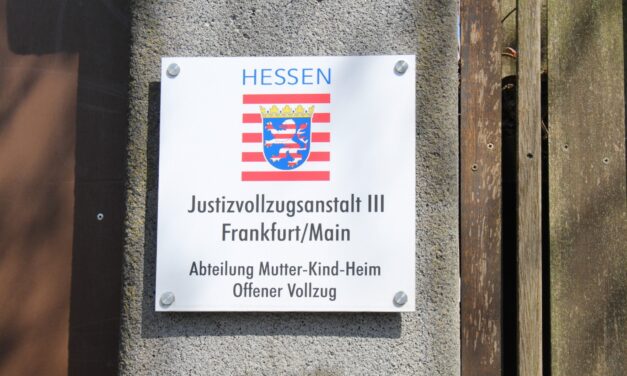 HESSEN
Justizvollzugsanstalt III
Frankfurt/Main
Abteilung Mutter-Kind-Heim
Offener Vollzug